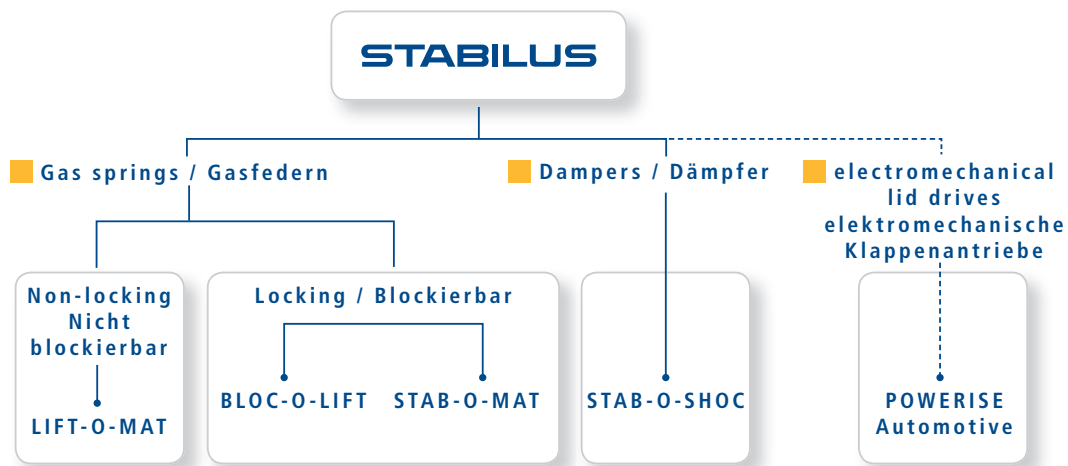 STABILUS
Gas springs / Gasfedern
Dampers / Dämpfer
electromechanical
lid drives
elektromechanische
Klappenantriebe
Non-locking
Nicht
blockierbar
LIFT-O-MAT
Locking / Blockierbar
BLOC-O-LIFT
STAB-O-MAT
STAB-O-SHOC
POWERISE
Automotive